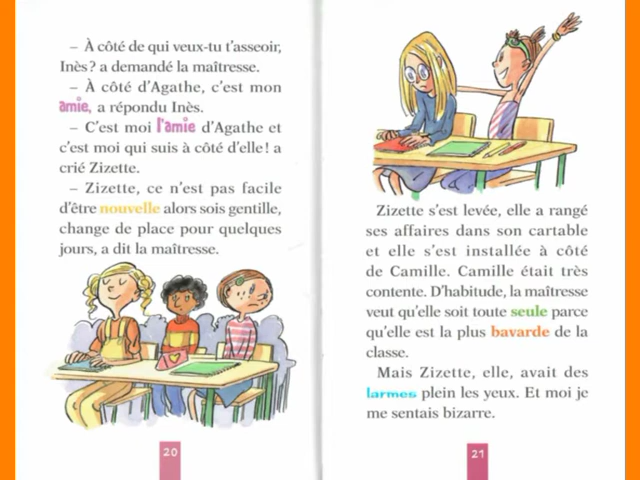 – À côté de qui veux-tu t'asseoir,
Inès ? a demandé la maîtresse.
– À côté d'Agathe, c'est mon
amie, a répondu Inès.
– C'est moi l'amie d'Agathe et
c'est moi qui suis à côté d'elle ! a
crié Zizette.
– Zizette, ce n'est pas facile
d'être nouvelle alors sois gentille,
change de place pour quelques
jours, a dit la maîtresse.
20
Zizette s'est levée, elle a rangé
ses affaires dans son cartable
et elle s'est installée à côté
de Camille. Camille était très
contente. D'habitude, la maîtresse
veut qu'elle soit toute seule parce
qu'elle est la plus bavarde de la
classe.
Mais Zizette, elle, avait des
larmes plein les yeux. Et moi je
me sentais bizarre.
21